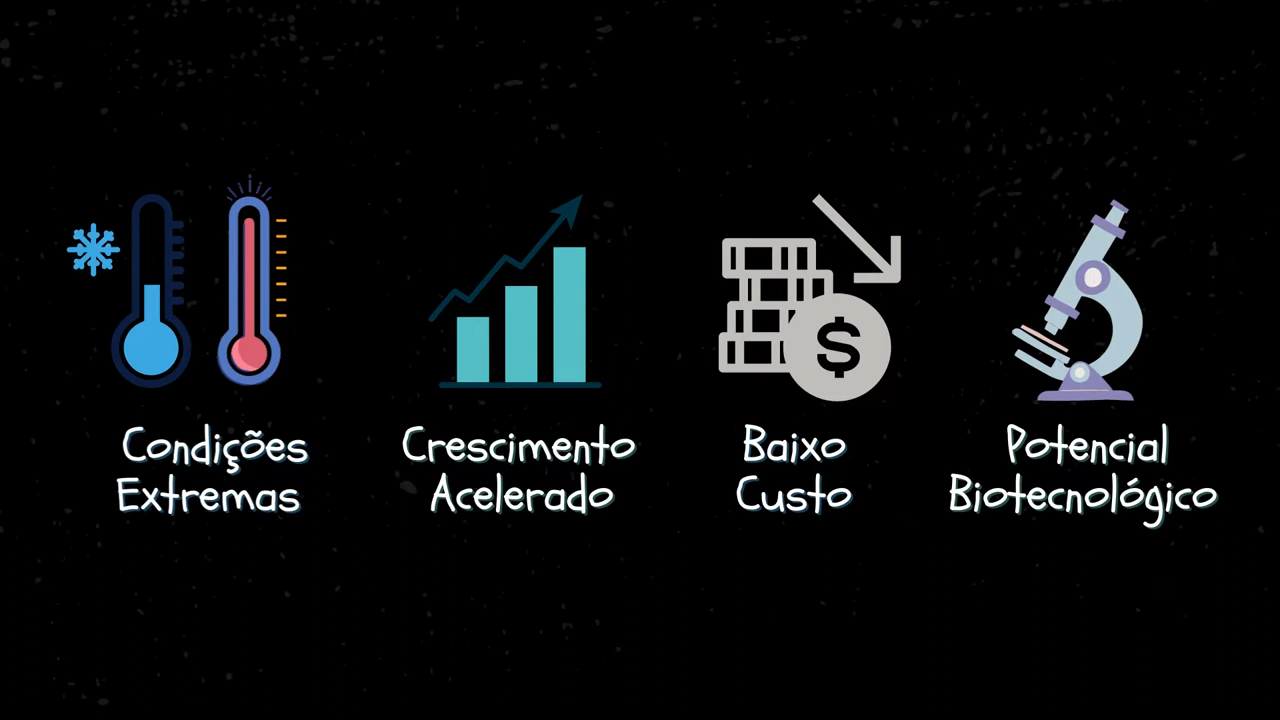 Condições
Extremas
Crescimento
Acelerado
$
Baixo
Custo
Potencial
Biotecnológico